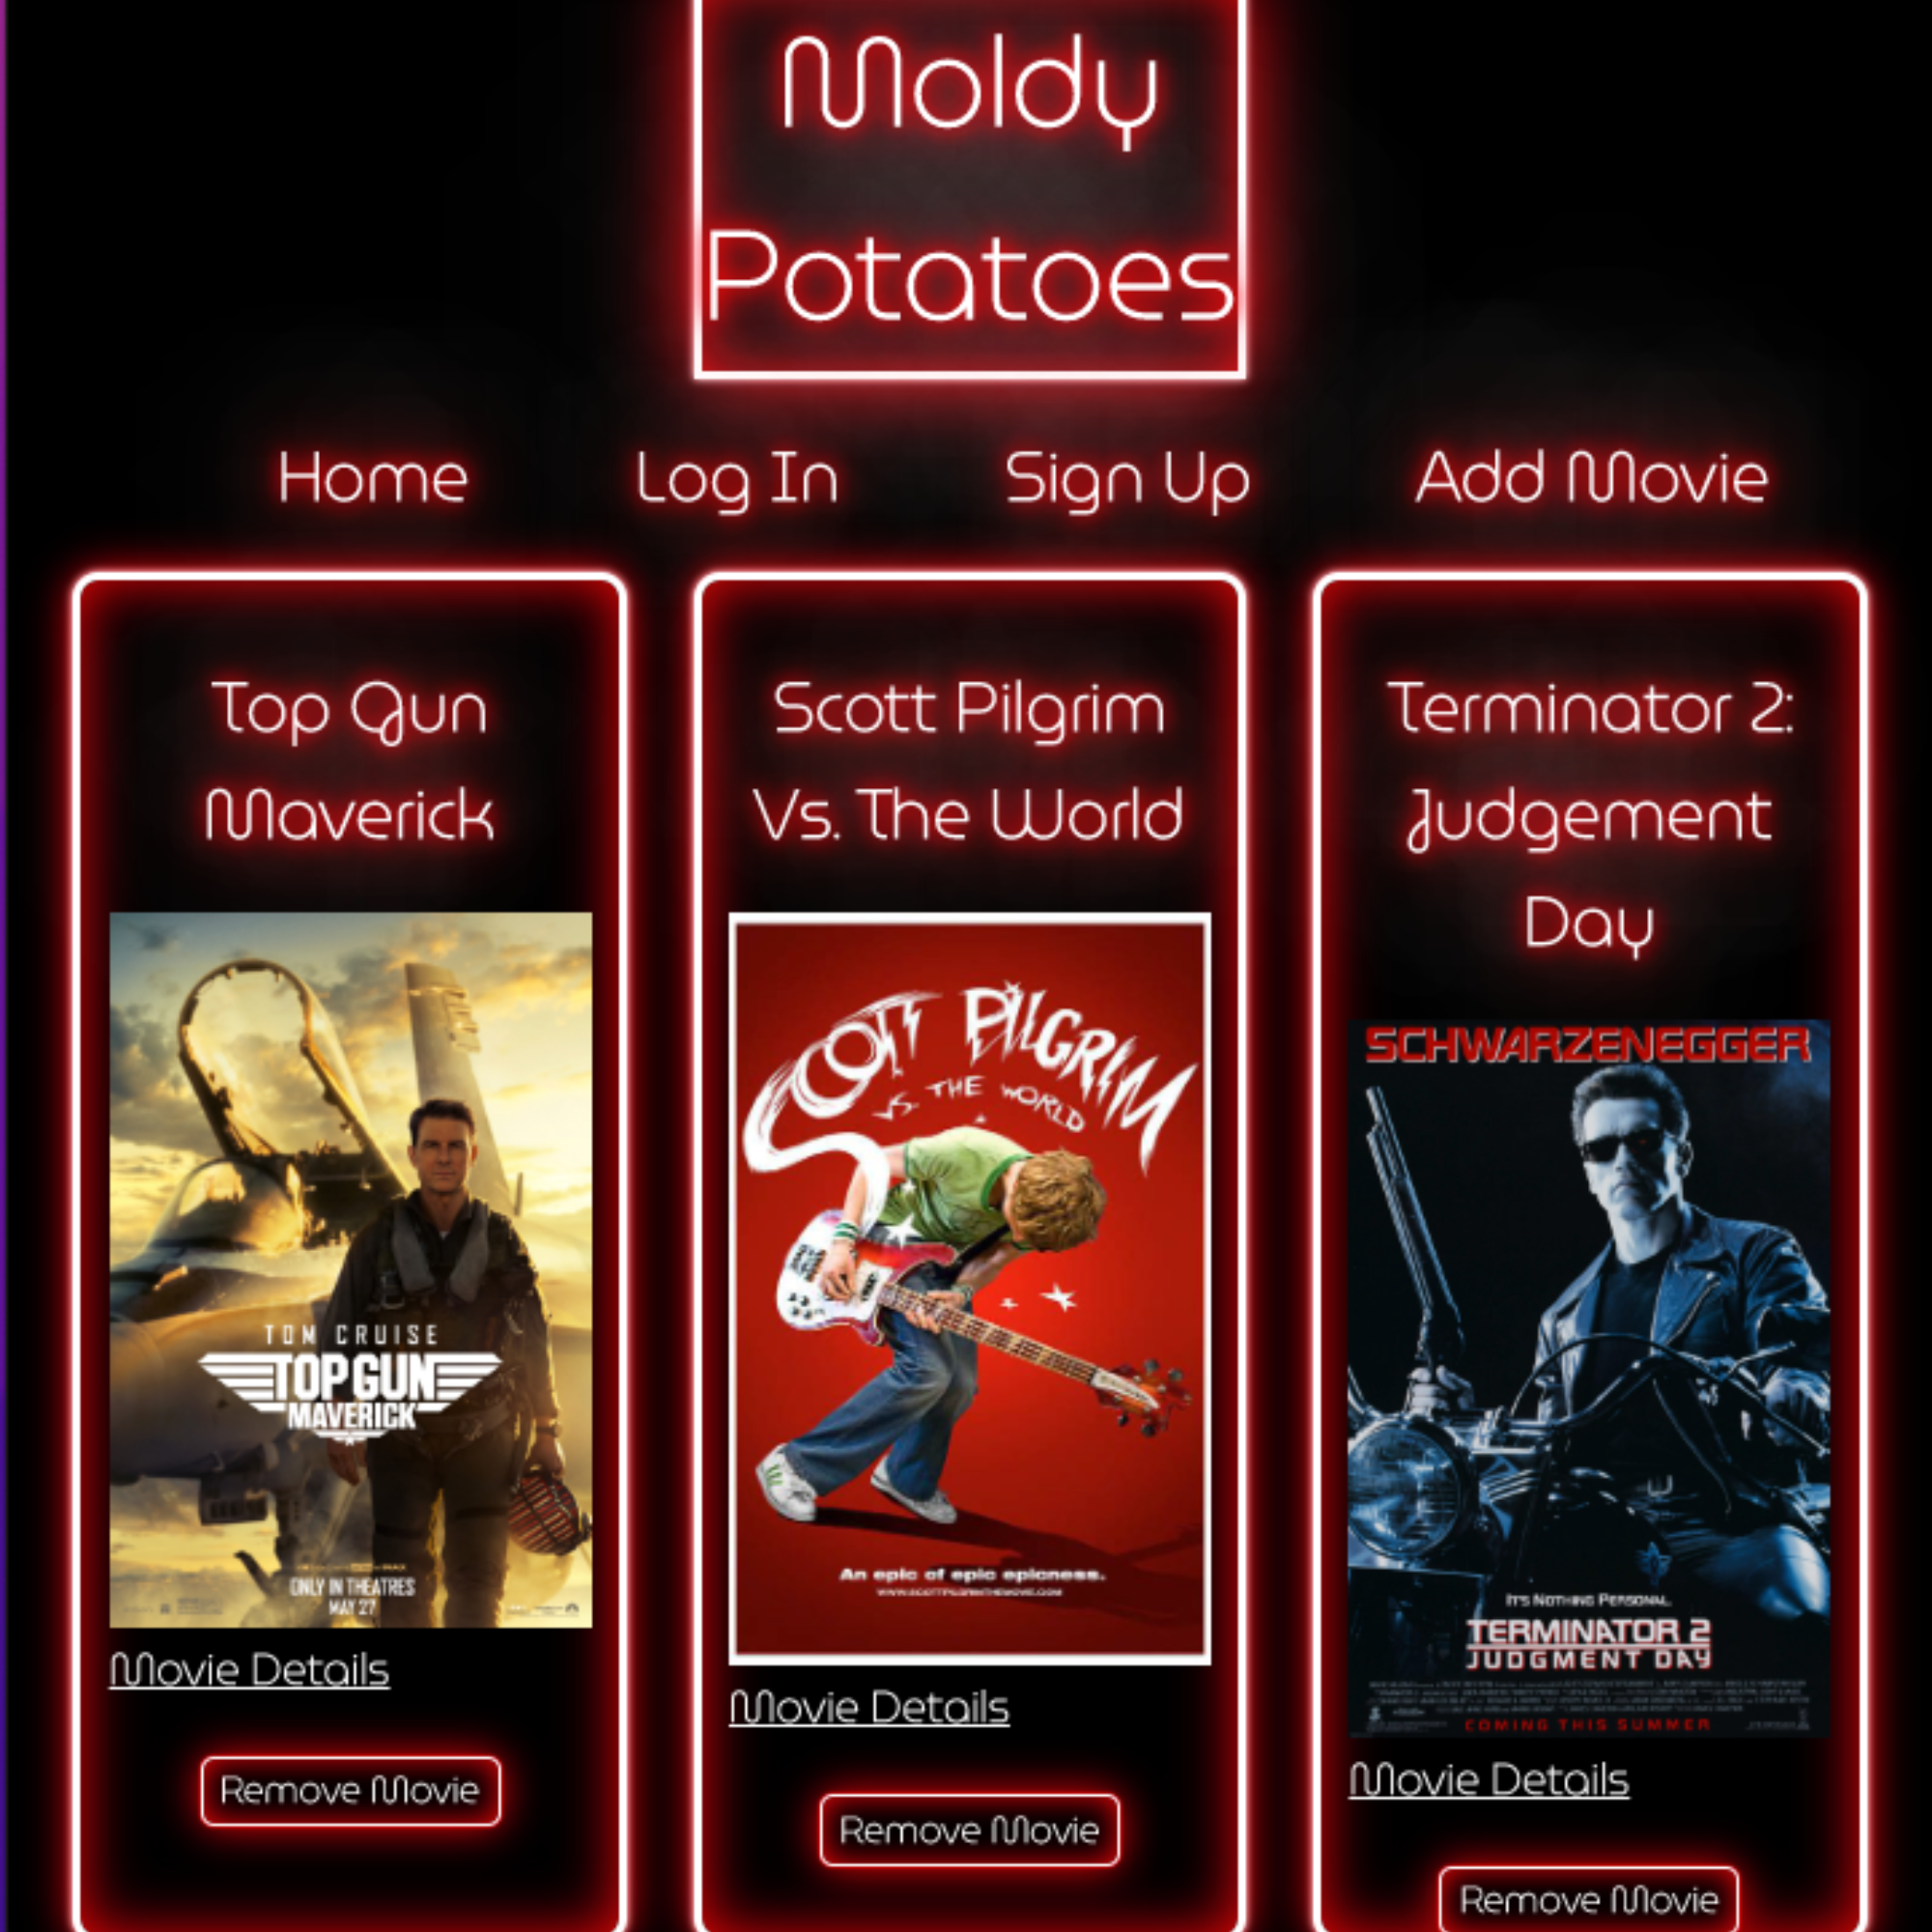 Moldy
Potatoes
Home
Log In
Sign Up
Add Movie
Top Gun
Maverick
TOM CRUISE
TOP GUN
MAVERICK
ONLY IN THEATRES
MAY 27
Movie Details
Remove Movie
Scott Pilgrim
Vs. The World
SCOTT PILGRIM
VS. THE WORLD
An epic of epic epicness.
WWW.SCOTTPILGRIMTHEMOVIE.COM
Movie Details
Remove Movie
Terminator 2:
Judgement
Day
SCHWARZENEGGER
IT'S NOTHING PERSONAL.
TERMINATOR 2
JUDGMENT DAY
COMING THIS SUMMER
Movie Details
Remove Movie